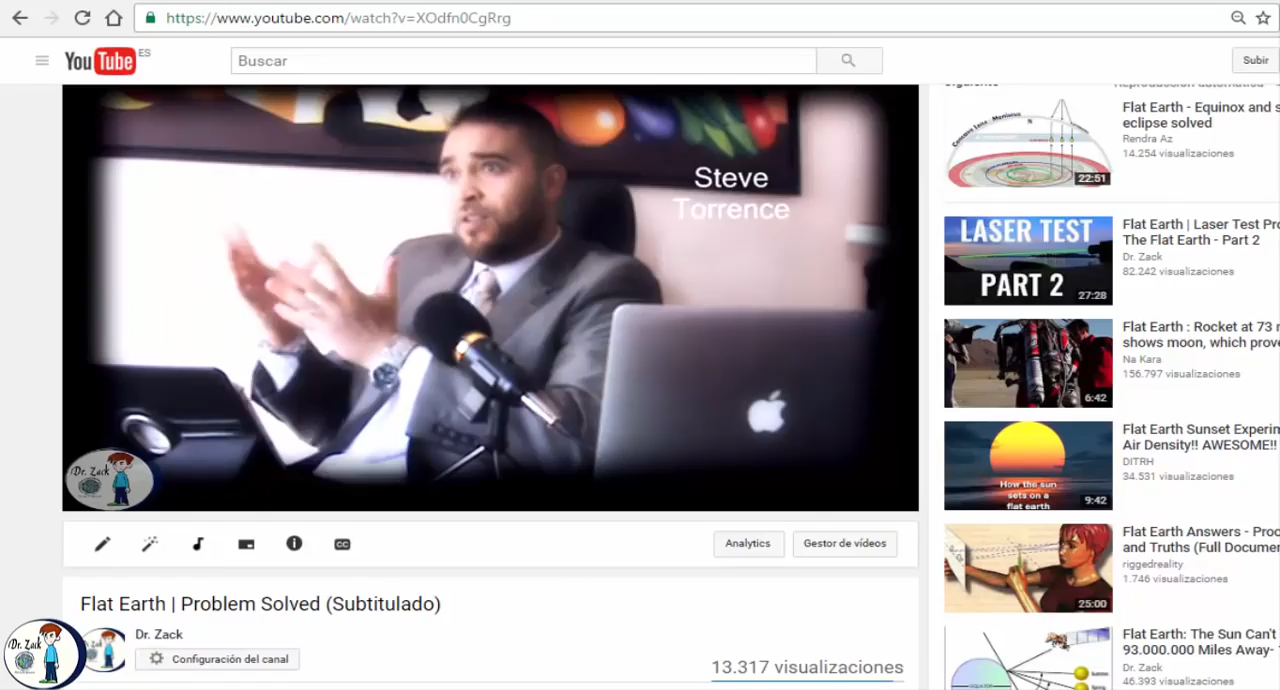 https://www.youtube.com/watch?v=XOdfn0CgRrg
YouTube ES
Buscar
Subir
Steve
Torrence
Dr. Zack
Analytics
Gestor de vídeos
Flat Earth | Problem Solved (Subtitulado)
Dr. Zack
Dr. Zack
Configuración del canal
13.317 visualizaciones
Flat Earth - Equinox and s
eclipse solved
Rendra Az
14.254 visualizaciones
22:51
LASER TEST
PART 2
27:28
Flat Earth | Laser Test Pro
The Flat Earth - Part 2
Dr. Zack
82.242 visualizaciones
Flat Earth : Rocket at 73 m
shows moon, which prove
Na Kara
156.797 visualizaciones
6:42
How the sun
sets on a
flat earth
9:42
Flat Earth Sunset Experim
Air Density!! AWESOME!!
DITRH
34.531 visualizaciones
25:00
Flat Earth Answers - Proo
and Truths (Full Documen
riggedreality
1.746 visualizaciones
Flat Earth: The Sun Can't
93.000.000 Miles Away-
Dr. Zack
46.393 visualizaciones